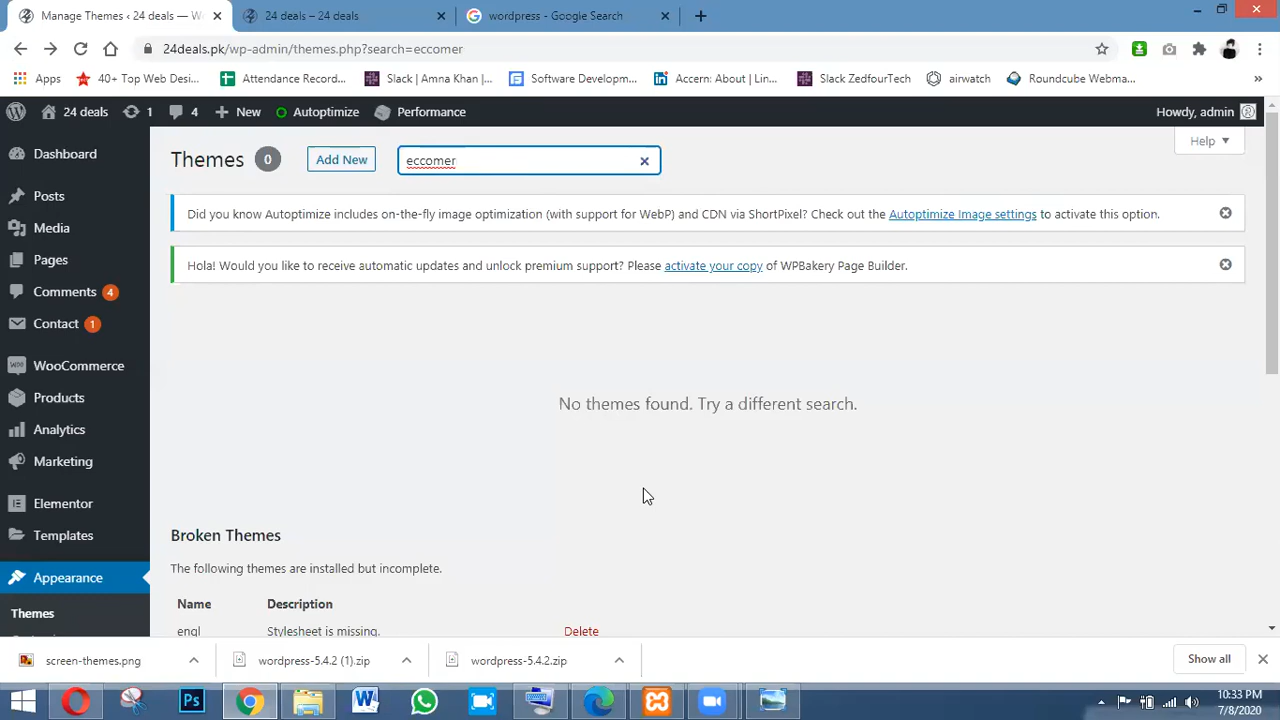 Manage Themes ‹ 24 deals — W
24 deals – 24 deals
wordpress - Google Search
24deals.pk/wp-admin/themes.php?search=eccomer
Apps
40+ Top Web Desi...
Attendance Record...
Slack | Amna Khan |...
Software Developm...
Accern: About | Lin...
Slack ZedfourTech
airwatch
Roundcube Webma...
24 deals
1
4
New
Autoptimize
Performance
Howdy, admin
Dashboard
Posts
Media
Pages
Comments 4
Contact 1
WooCommerce
Products
Analytics
Marketing
Elementor
Templates
Appearance
Themes
Themes 0
Add New
eccomer
Help
Did you know Autoptimize includes on-the-fly image optimization (with support for WebP) and CDN via ShortPixel? Check out the Autoptimize Image settings to activate this option.
Hola! Would you like to receive automatic updates and unlock premium support? Please activate your copy of WPBakery Page Builder.
No themes found. Try a different search.
Broken Themes
The following themes are installed but incomplete.
Name Description
engl Stylesheet is missing. Delete
screen-themes.png
wordpress-5.4.2 (1).zip
wordpress-5.4.2.zip
Show all
10:33 PM
7/8/2020